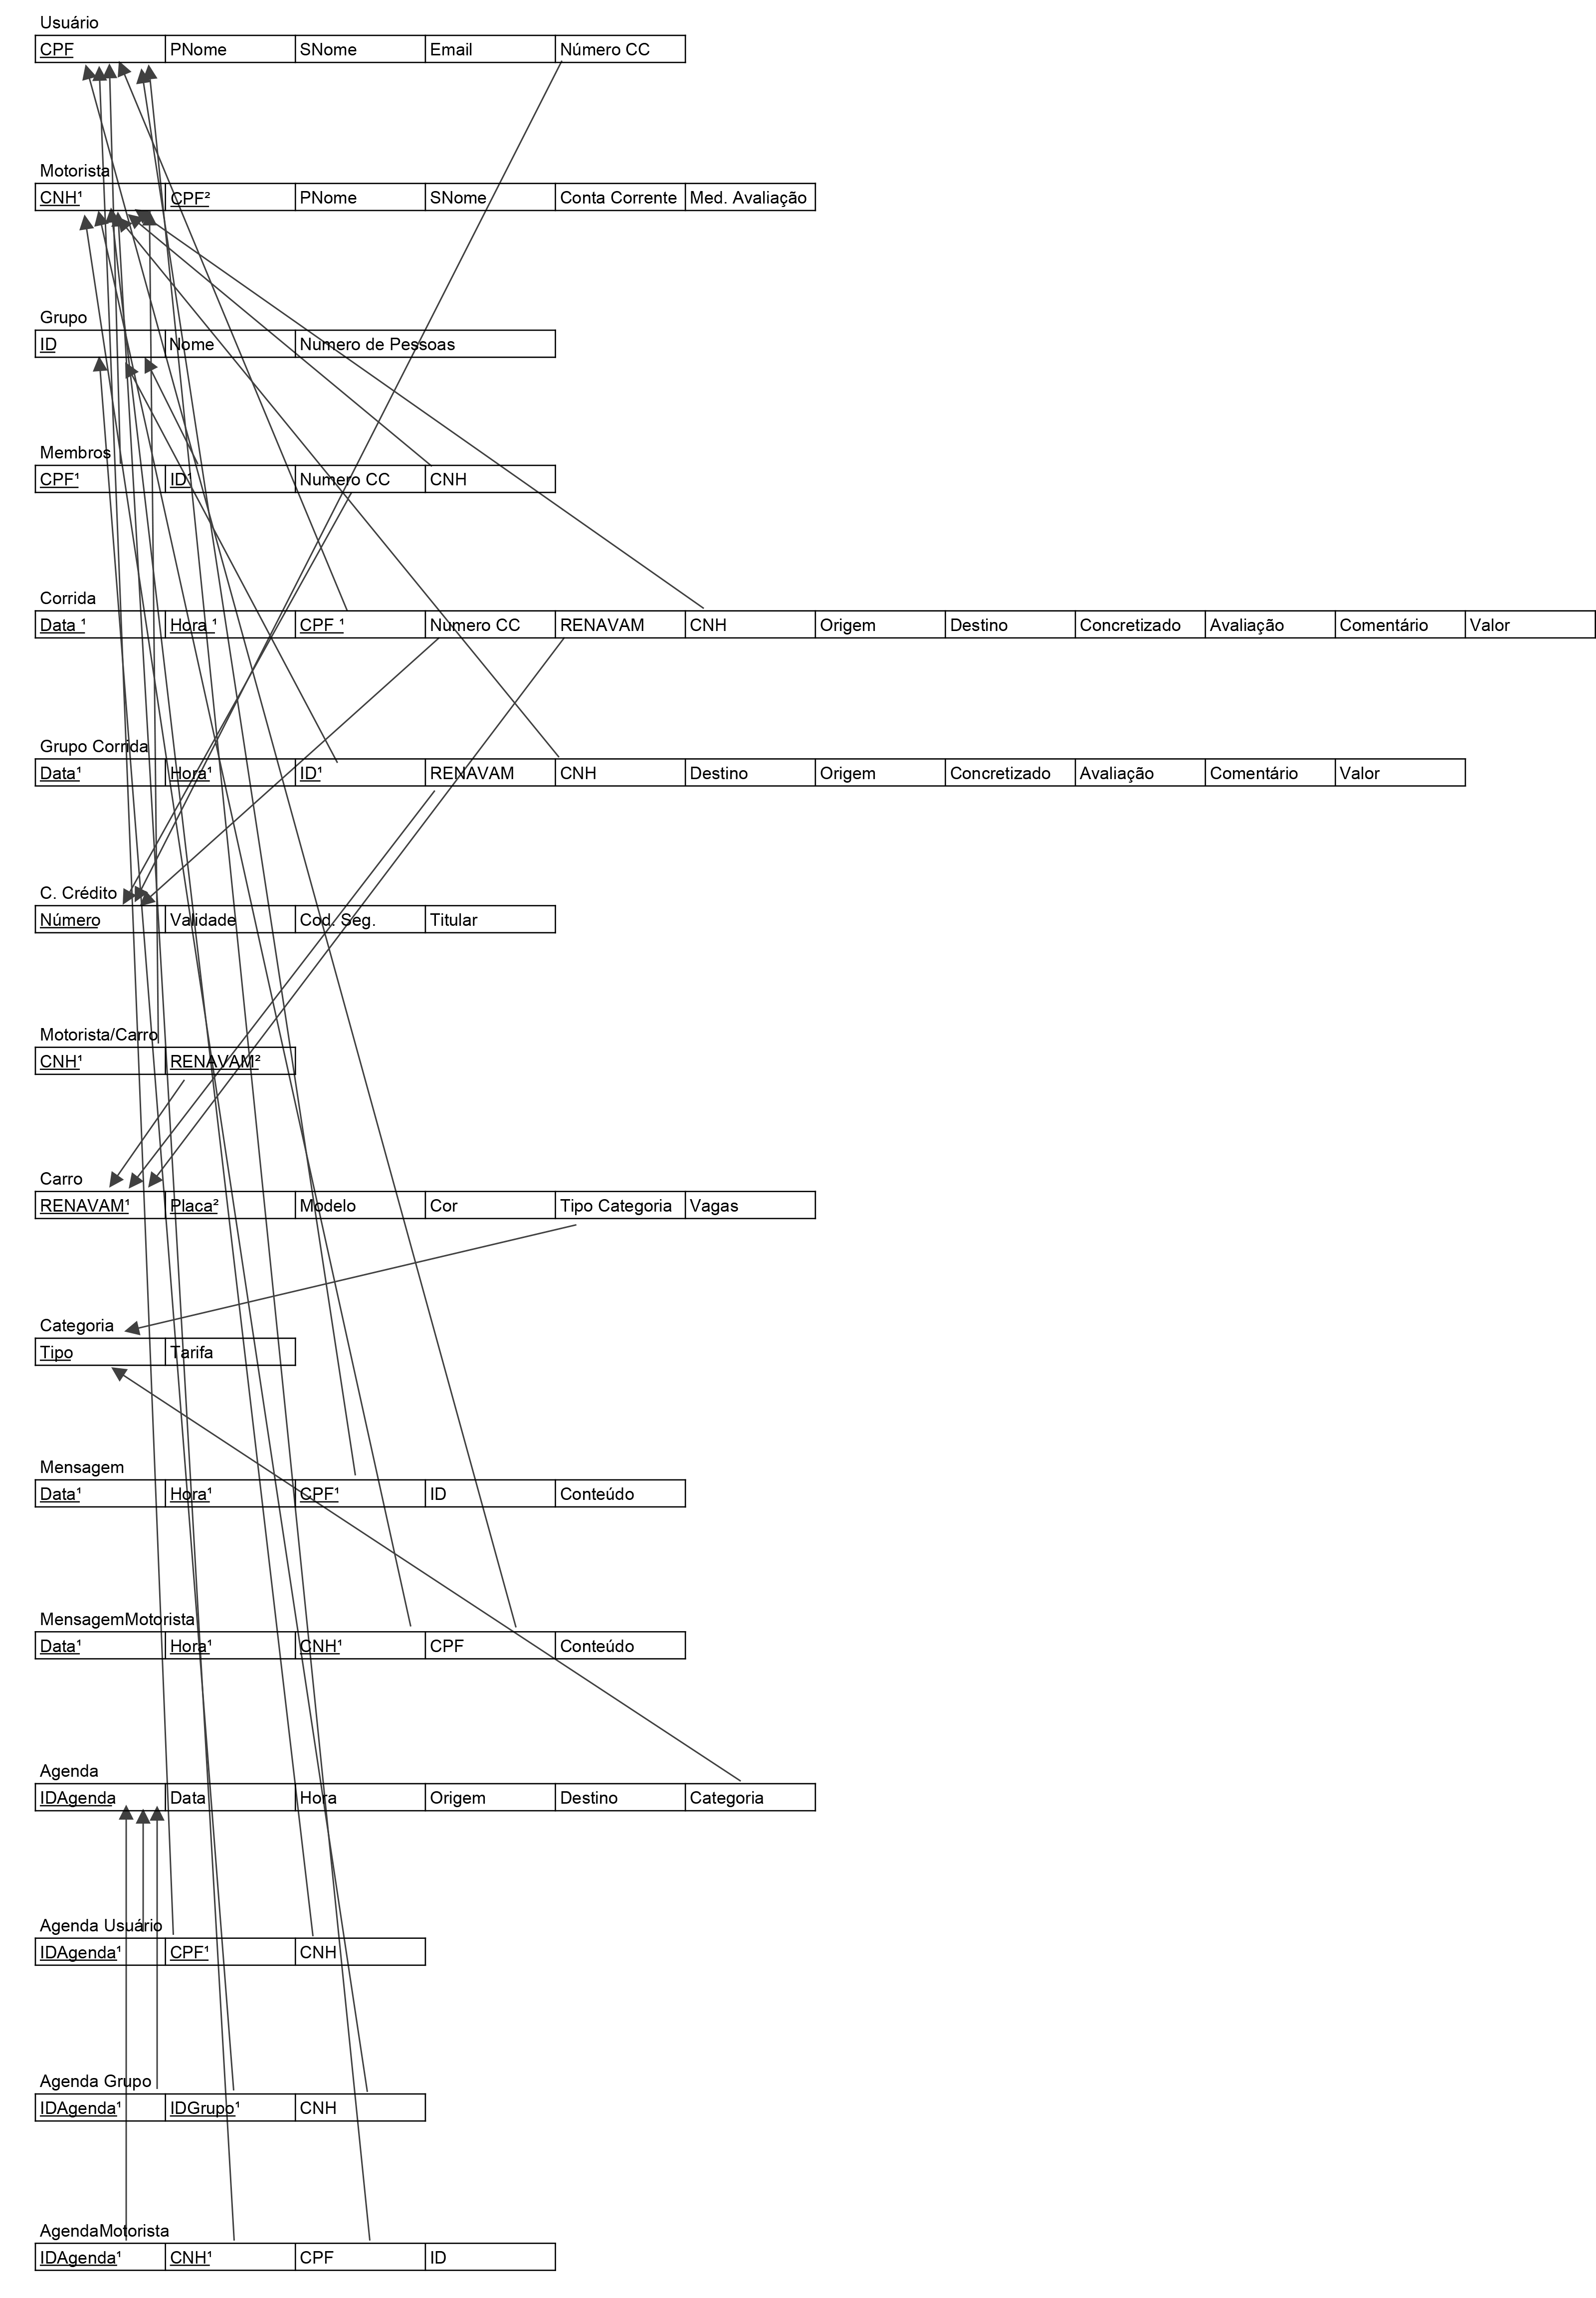 Usuário
CPF PNome SNome Email Número CC
Motorista
CNH¹ CPF² PNome SNome Conta Corrente Med. Avaliação
Grupo
ID Nome Número de Pessoas
Membros
CPF¹ ID¹ Numero CC CNH
Corrida
Data ¹ Hora ¹ CPF ¹ Número CC RENAVAM CNH Origem Destino Concretizado Avaliação Comentário Valor
Grupo Corrida
Data¹ Hora¹ ID¹ RENAVAM CNH Destino Origem Concretizado Avaliação Comentário Valor
C. Crédito
Número Validade Cod. Seg. Titular
Motorista/Carro
CNH¹ RENAVAM²
Carro
RENAVAM¹ Placa² Modelo Cor Tipo Categoria Vagas
Categoria
Tipo Tarifa
Mensagem
Data¹ Hora¹ CPF¹ ID Conteúdo
MensagemMotorista
Data¹ Hora¹ CNH¹ CPF Conteúdo
Agenda
IDAgenda Data Hora Origem Destino Categoria
Agenda Usuário
IDAgenda¹ CPF¹ CNH
Agenda Grupo
IDAgenda¹ IDGrupo¹ CNH
AgendaMotorista
IDAgenda¹ CNH¹ CPF ID